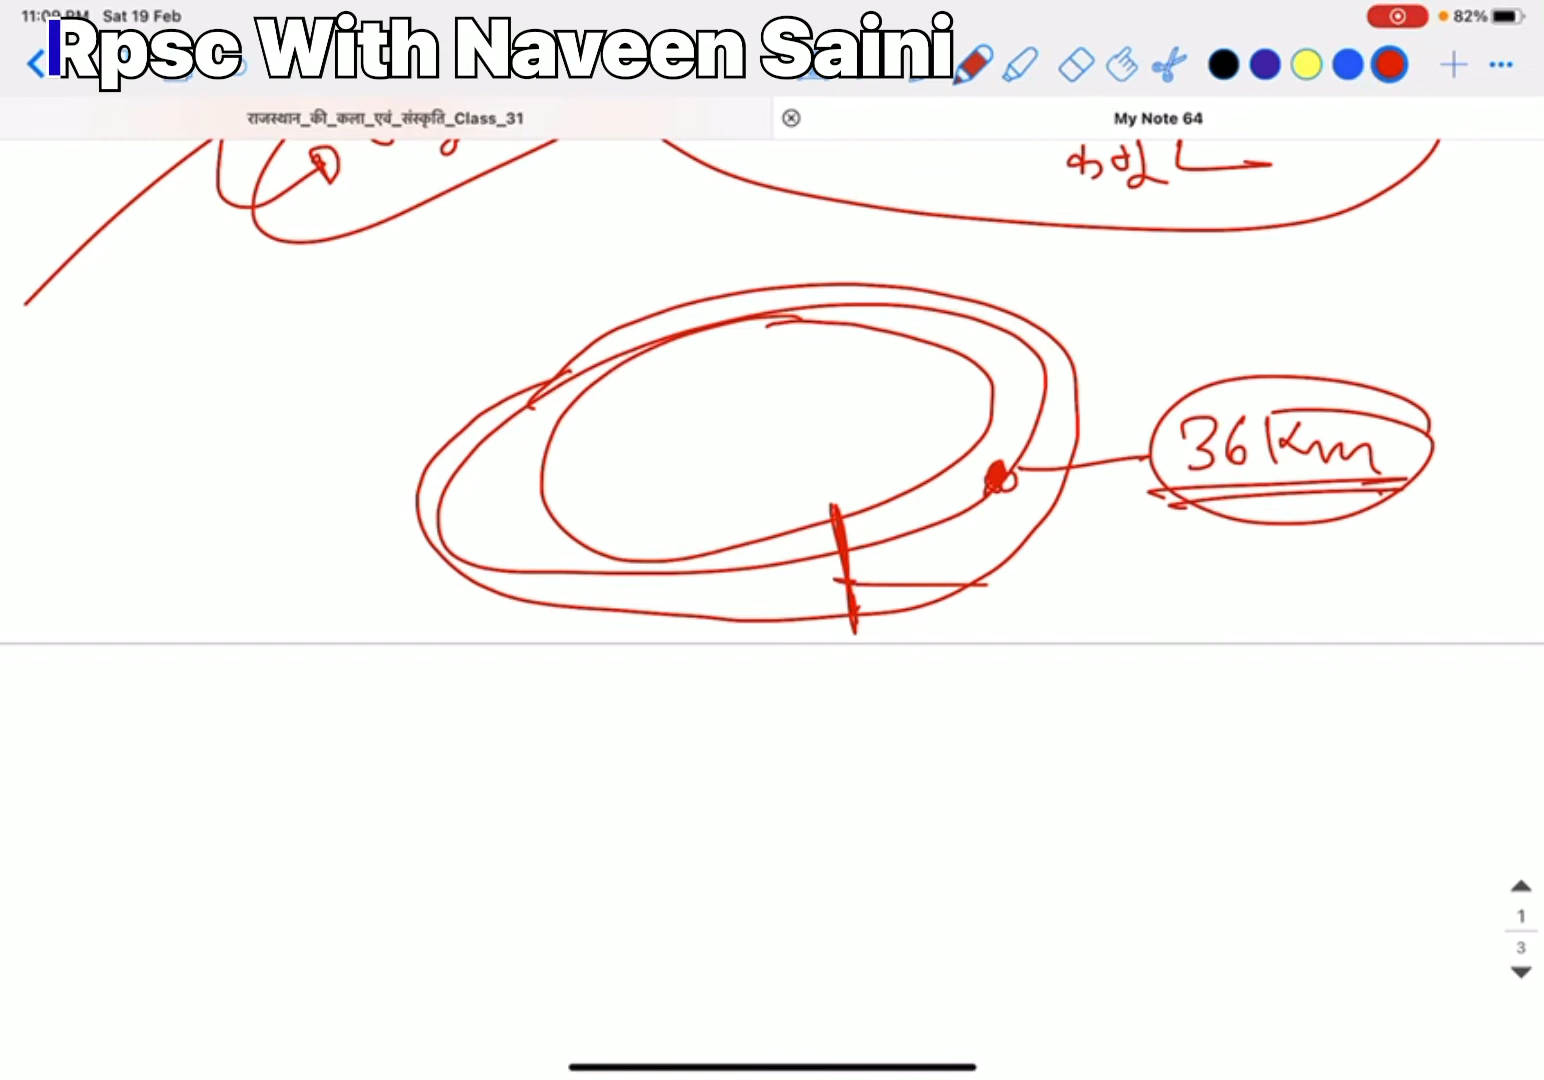 11:09 PM Sat 19 Feb
82%
Rpsc With Naveen Saini
राजस्थान_की_कला_एवं_संस्कृति_Class_31
My Note 64
36 Km
1
3